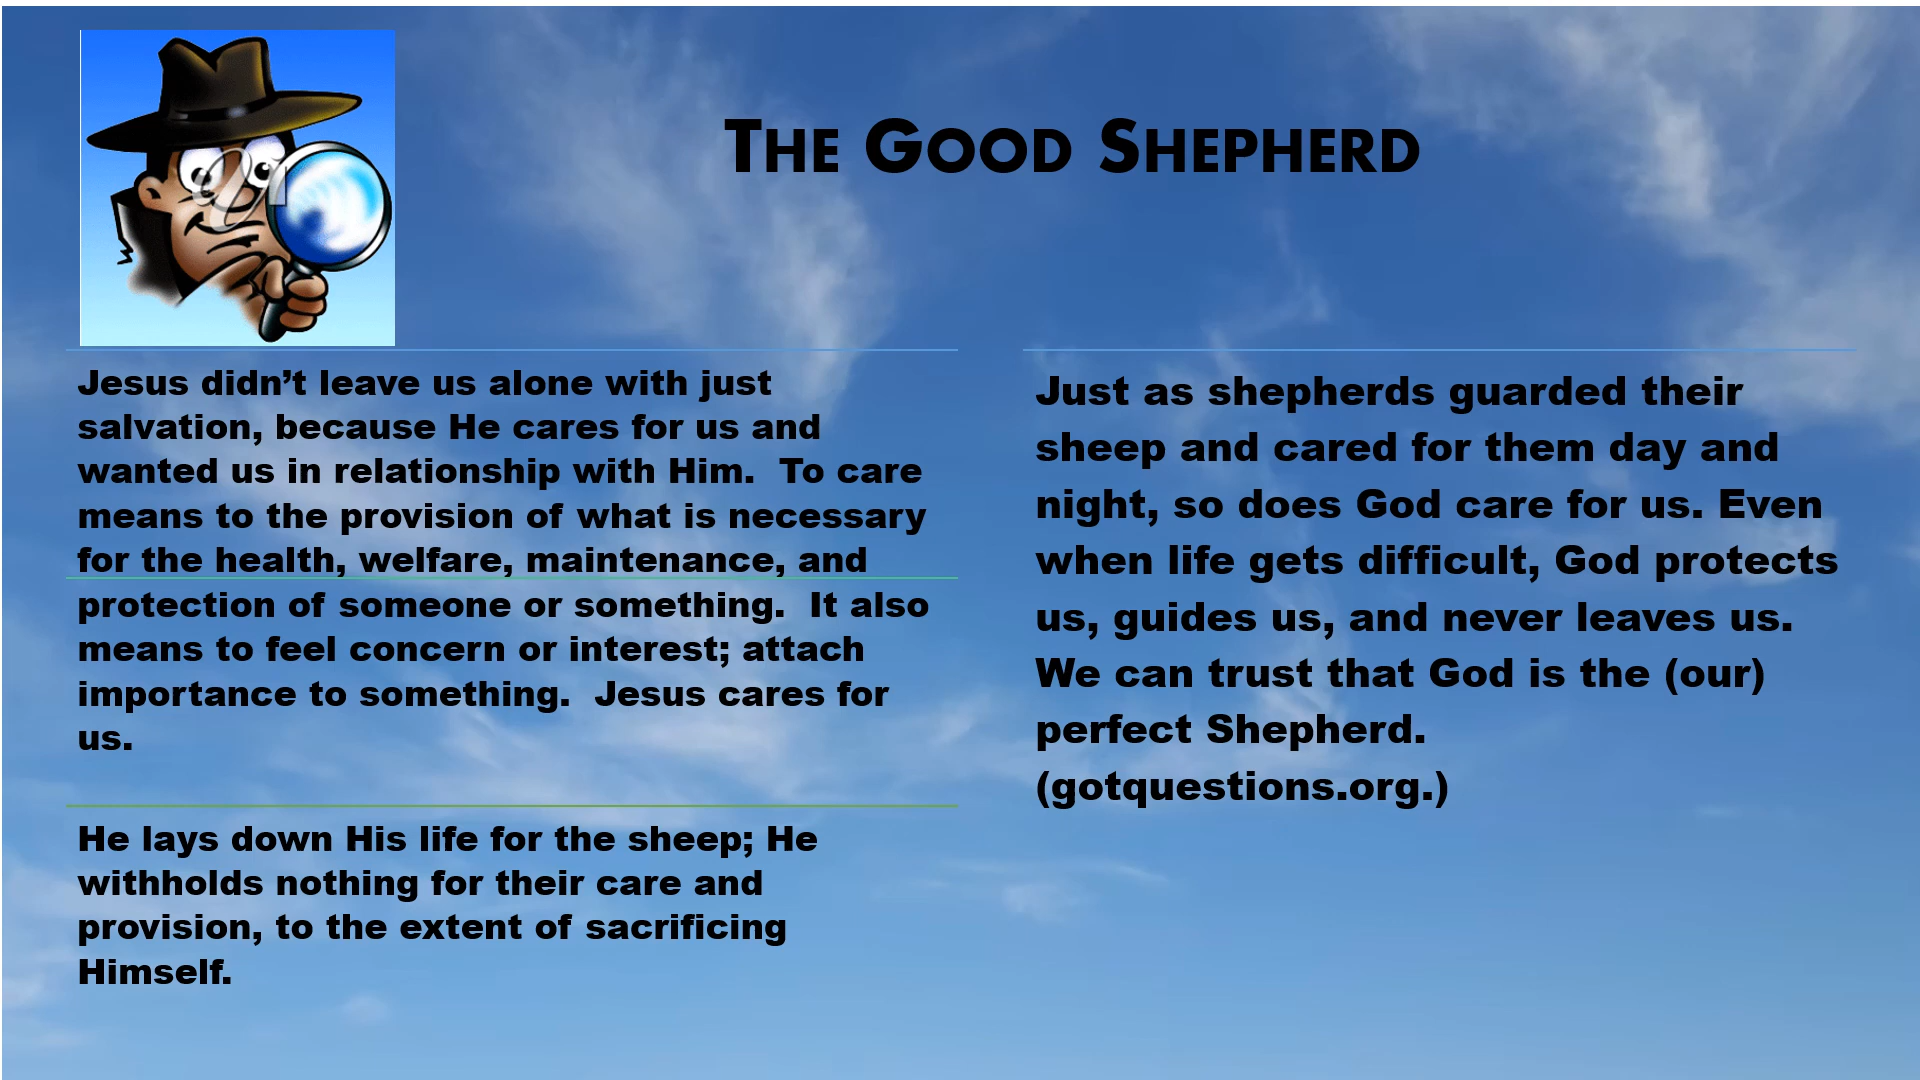 THE GOOD SHEPHERD
Jesus didn’t leave us alone with just
salvation, because He cares for us and
wanted us in relationship with Him.  To care
means to the provision of what is necessary
for the health, welfare, maintenance, and
protection of someone or something.  It also
means to feel concern or interest; attach
importance to something.  Jesus cares for
us.
He lays down His life for the sheep; He
withholds nothing for their care and
provision, to the extent of sacrificing
Himself.
Just as shepherds guarded their
sheep and cared for them day and
night, so does God care for us. Even
when life gets difficult, God protects
us, guides us, and never leaves us.
We can trust that God is the (our)
perfect Shepherd.
(gotquestions.org.)